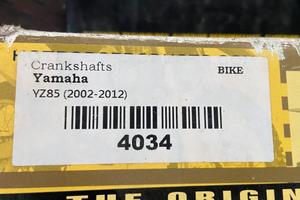 Crankshafts BIKE
Yamaha
YZ85 (2002-2012)
4034
THE ORIGIN